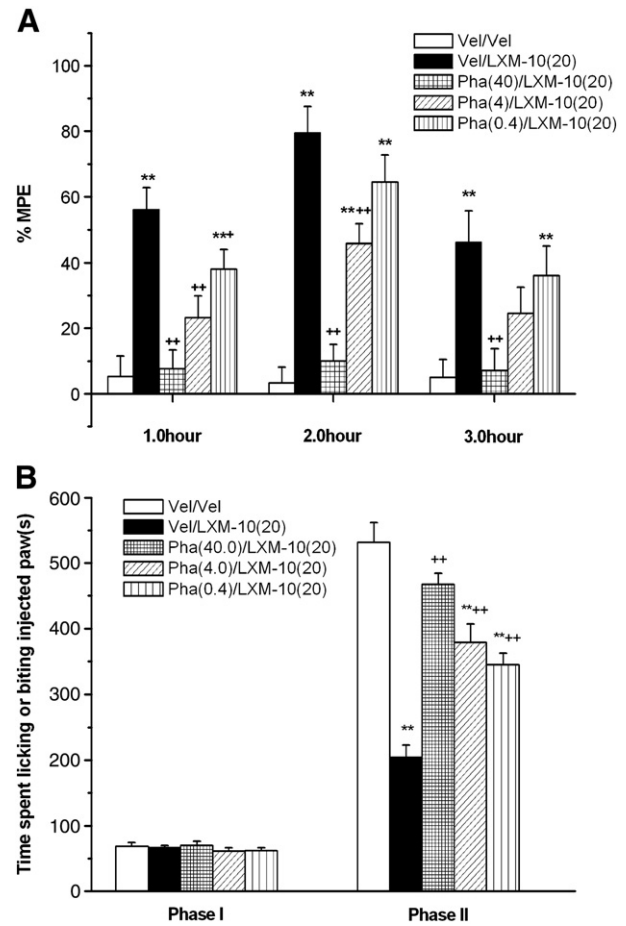 A
% MPE
100
80
60
40
20
0
Vel/Vel
Vel/LXM-10(20)
Pha(40)/LXM-10(20)
Pha(4)/LXM-10(20)
Pha(0.4)/LXM-10(20)
**
++
++
**+
**
++
**++
**
**
++
**
1.0hour
2.0hour
3.0hour
B
Time spent licking or biting injected paw(s)
600
500
400
300
200
100
0
Vel/Vel
Vel/LXM-10(20)
Pha(40.0)/LXM-10(20)
Pha(4.0)/LXM-10(20)
Pha(0.4)/LXM-10(20)
**
++
**++
**++
Phase I
Phase II